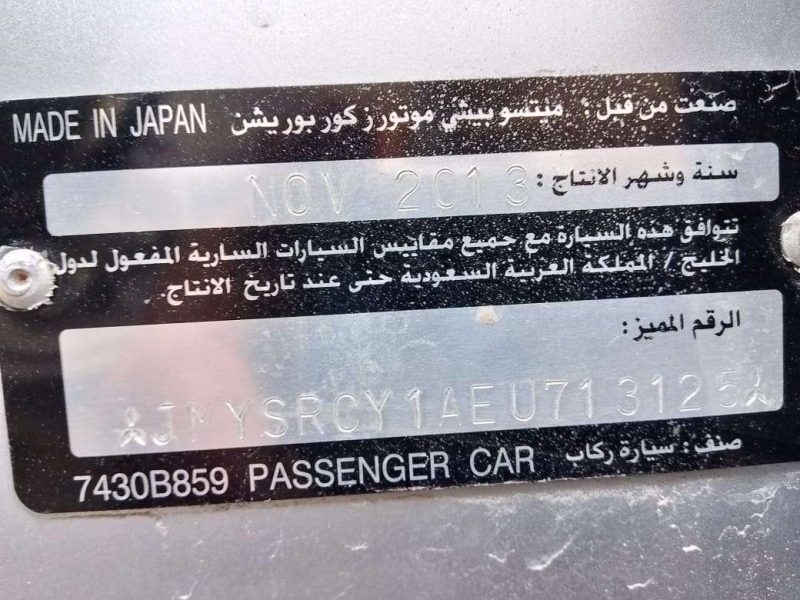 صنعت من قبل: ميتسوبيشي موتورز كوربوريشن MADE IN JAPAN
سنة وشهر الانتاج: NOV 2013
تتوافق هذه السيارة مع جميع مقاييس السيارات السارية المفعول لدول
الخليج / المملكة العربية السعودية حتى عند تاريخ الانتاج.
الرقم المميز:
JMYSRCY1AEU713125
صنف: سيارة ركاب 7430B859 PASSENGER CAR